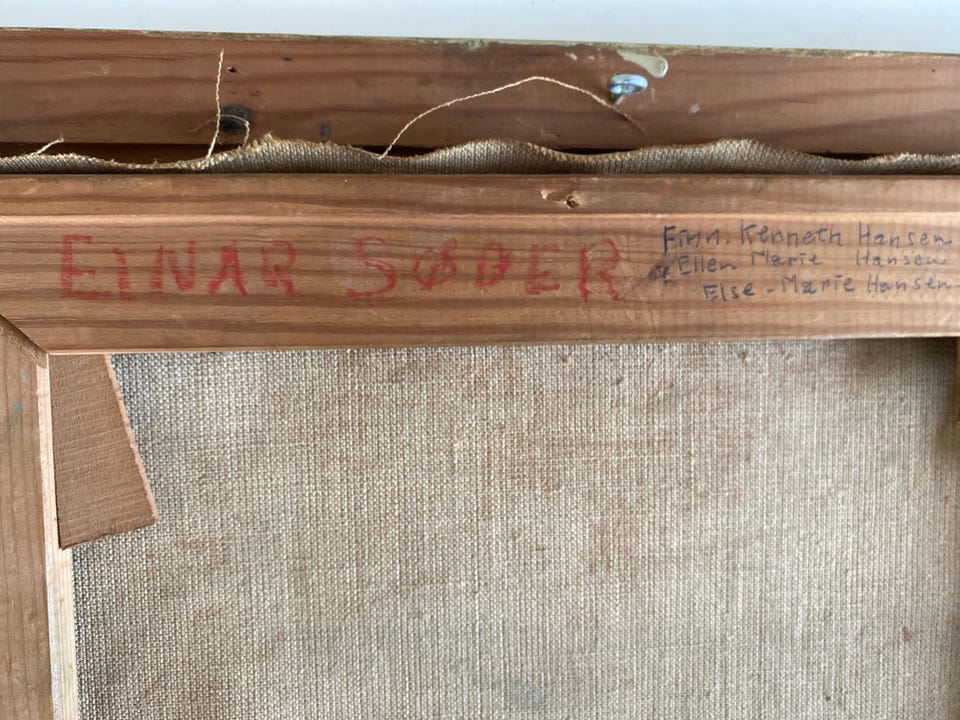 EINAR SØDER
Finn. Kenneth Hansen
Ellen Marie Hansen
Else-Marie Hansen